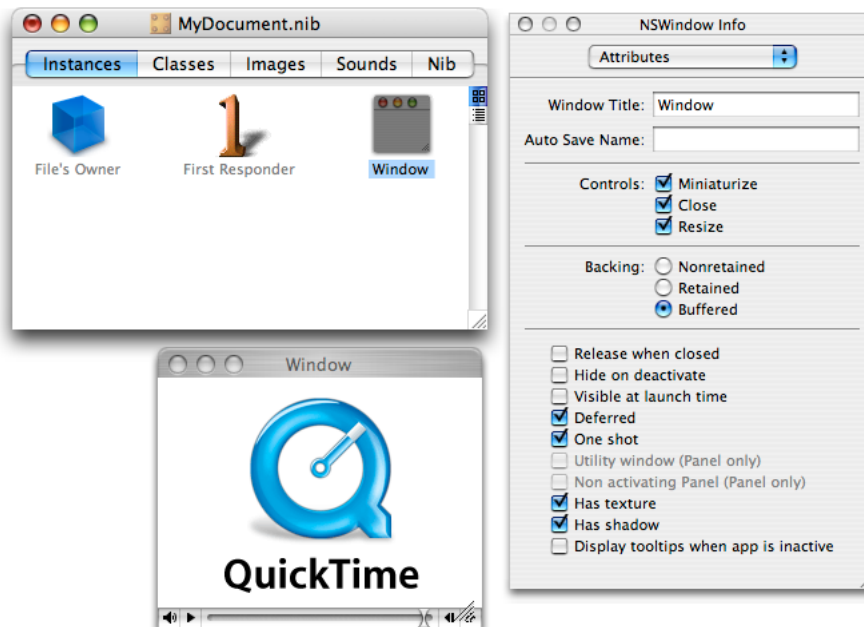 MyDocument.nib
Instances Classes Images Sounds Nib
File's Owner First Responder Window
Window
QuickTime
NSWindow Info
Attributes
Window Title: Window
Auto Save Name:
Controls: Miniaturize
Close
Resize
Backing: Nonretained
Retained
Buffered
Release when closed
Hide on deactivate
Visible at launch time
Deferred
One shot
Utility window (Panel only)
Non activating Panel (Panel only)
Has texture
Has shadow
Display tooltips when app is inactive